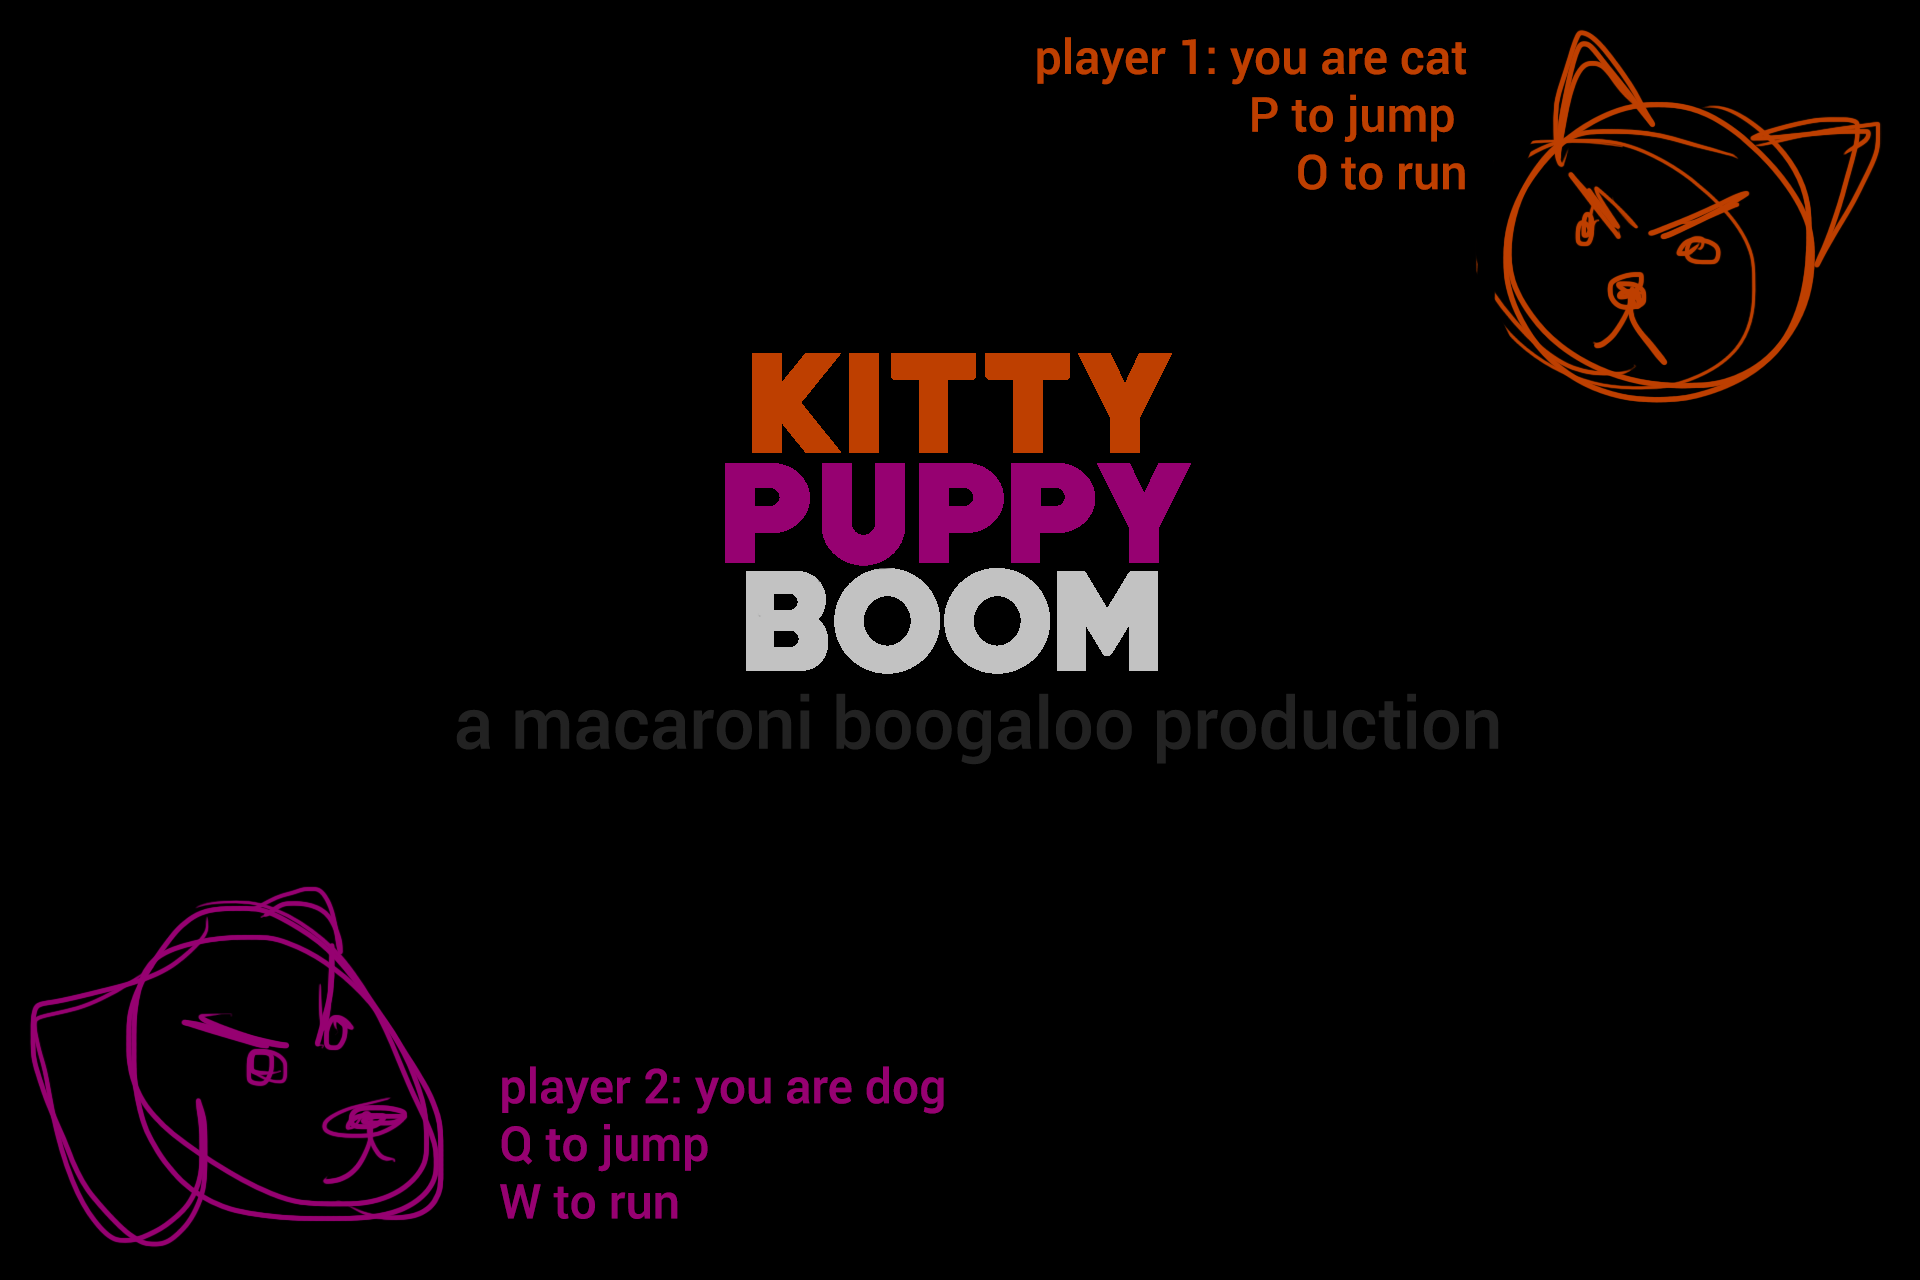 player 1: you are cat
P to jump
O to run
KITTY
PUPPY
BOOM
a macaroni boogaloo production
player 2: you are dog
Q to jump
W to run